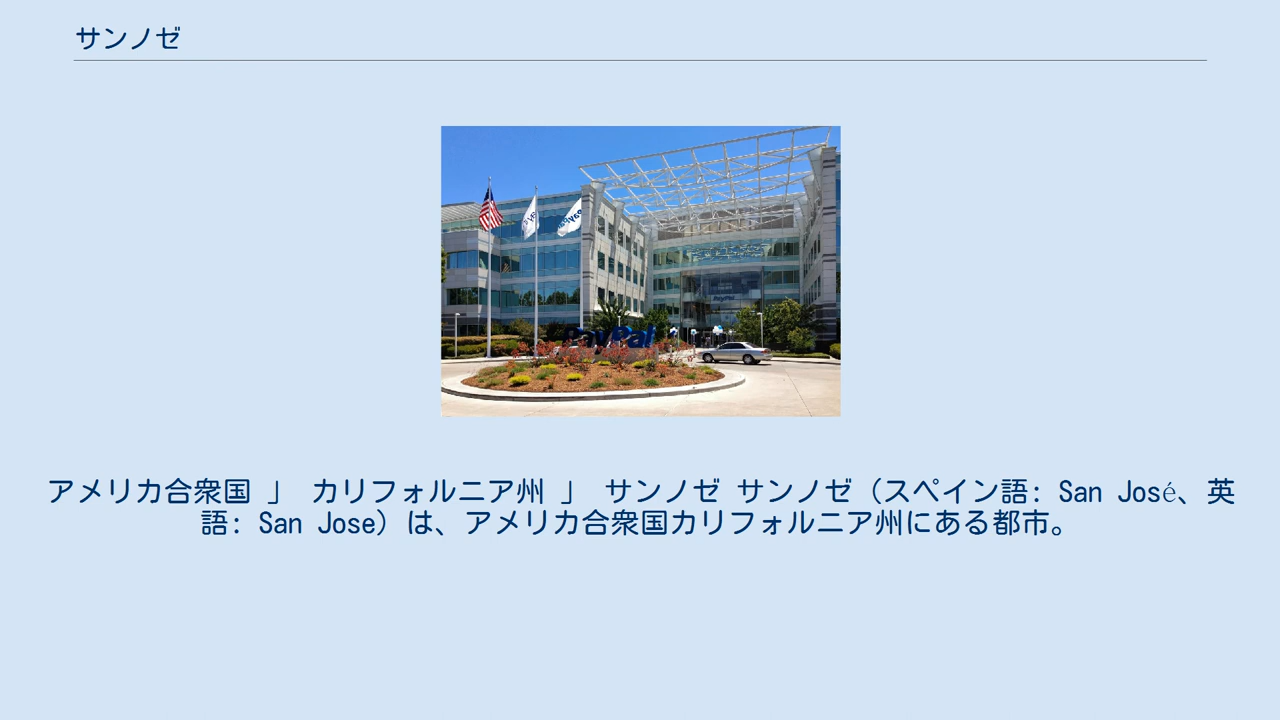 サンノゼ
PayPal
アメリカ合衆国 」 カリフォルニア州 」 サンノゼ サンノゼ（スペイン語: San José、英
語: San Jose）は、アメリカ合衆国カリフォルニア州にある都市。